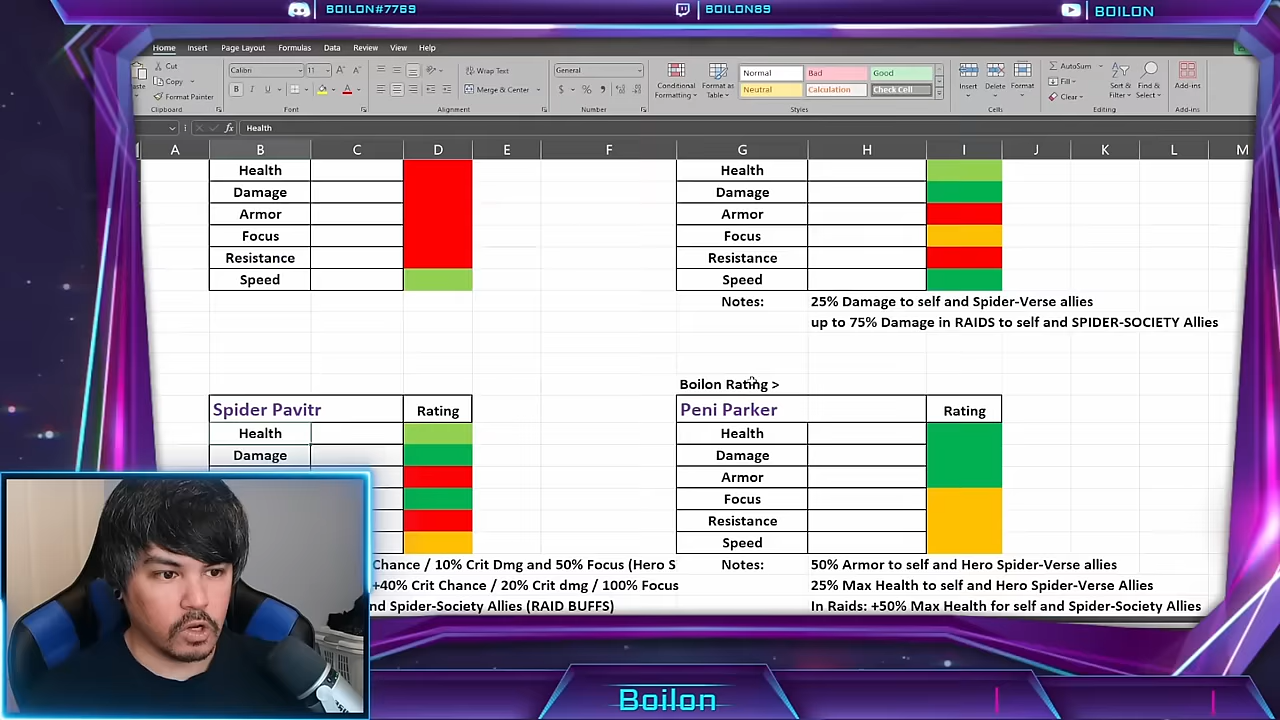 BOILON#7769
BOILON89
BOILON
Home Insert Page Layout Formulas Data Review View Help
Cut
Copy
Format Painter
Clipboard
Calibri 11
B I U
Font
Wrap Text
Merge & Center
Alignment
General
$ % ,
Number
Conditional Formatting
Format as Table
Normal Bad Good
Neutral Calculation Check Cell
Styles
Insert Delete Format
Cells
AutoSum
Fill
Clear
Sort & Filter
Find & Select
Editing
Add-ins
Add-ins
fx Health
A B C D E F G H I J K L M
Health
Damage
Armor
Focus
Resistance
Speed
Health
Damage
Armor
Focus
Resistance
Speed
Notes: 25% Damage to self and Spider-Verse allies
up to 75% Damage in RAIDS to self and SPIDER-SOCIETY Allies
Boilon Rating >
Spider Pavitr Rating
Health
Damage
Chance / 10% Crit Dmg and 50% Focus (Hero S
+40% Crit Chance / 20% Crit dmg / 100% Focus
nd Spider-Society Allies (RAID BUFFS)
Peni Parker Rating
Health
Damage
Armor
Focus
Resistance
Speed
Notes: 50% Armor to self and Hero Spider-Verse allies
25% Max Health to self and Hero Spider-Verse Allies
In Raids: +50% Max Health for self and Spider-Society Allies
Boilon